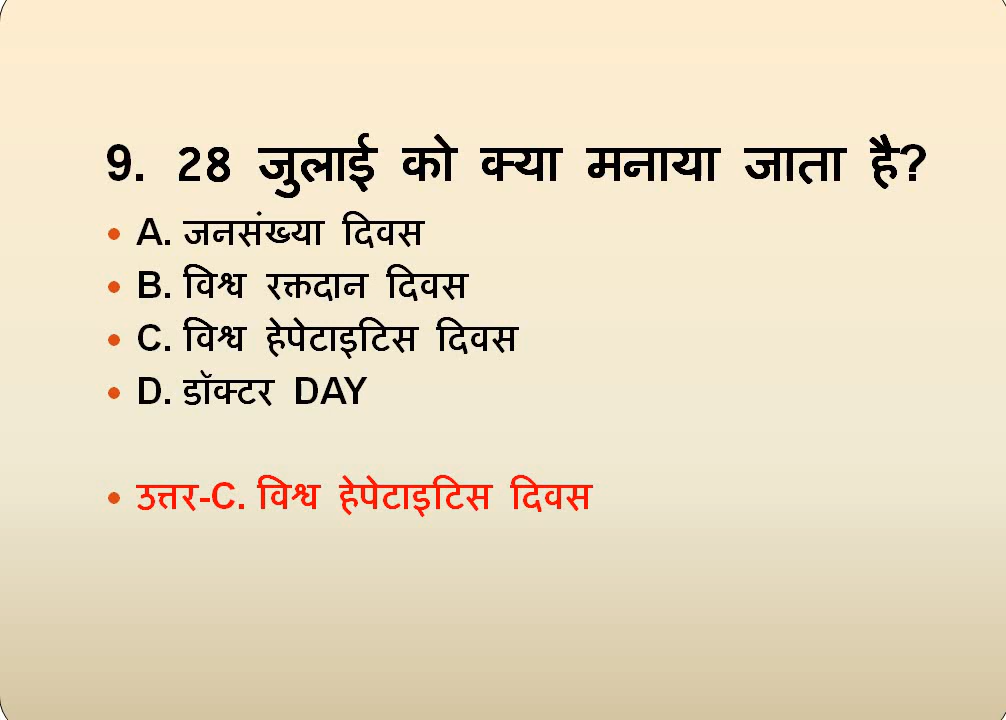 9. 28 जुलाई को क्या मनाया जाता है?
• A. जनसंख्या दिवस
• B. विश्व रक्तदान दिवस
• C. विश्व हेपेटाइटिस दिवस
• D. डॉक्टर DAY
• उत्तर-C. विश्व हेपेटाइटिस दिवस